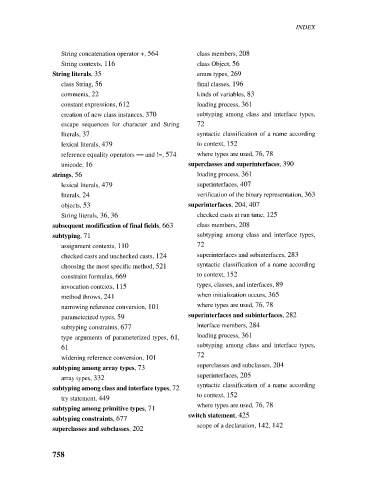 INDEX
String concatenation operator +, 564
String contexts, 116
String literals, 35
class String, 56
comments, 22
constant expressions, 612
creation of new class instances, 370
escape sequences for character and String
literals, 37
lexical literals, 479
reference equality operators == and !=, 574
unicode, 16
strings, 56
lexical literals, 479
literals, 24
objects, 53
String literals, 36, 36
subsequent modification of final fields, 663
subtyping, 71
assignment contexts, 110
checked casts and unchecked casts, 124
choosing the most specific method, 521
constraint formulas, 669
invocation contexts, 115
method throws, 241
narrowing reference conversion, 101
parameterized types, 59
subtyping constraints, 677
type arguments of parameterized types, 61,
61
widening reference conversion, 101
subtyping among array types, 73
array types, 332
subtyping among class and interface types, 72
try statement, 449
subtyping among primitive types, 71
subtyping constraints, 677
superclasses and subclasses, 202
class members, 208
class Object, 56
enum types, 269
final classes, 196
kinds of variables, 83
loading process, 361
subtyping among class and interface types,
72
syntactic classification of a name according
to context, 152
where types are used, 76, 78
superclasses and superinterfaces, 390
loading process, 361
superinterfaces, 407
verification of the binary representation, 363
superinterfaces, 204, 407
checked casts at run time, 125
class members, 208
subtyping among class and interface types,
72
superinterfaces and subinterfaces, 283
syntactic classification of a name according
to context, 152
types, classes, and interfaces, 89
when initialization occurs, 365
where types are used, 76, 78
superinterfaces and subinterfaces, 282
interface members, 284
loading process, 361
subtyping among class and interface types,
72
superclasses and subclasses, 204
superinterfaces, 205
syntactic classification of a name according
to context, 152
where types are used, 76, 78
switch statement, 425
scope of a declaration, 142, 142
758